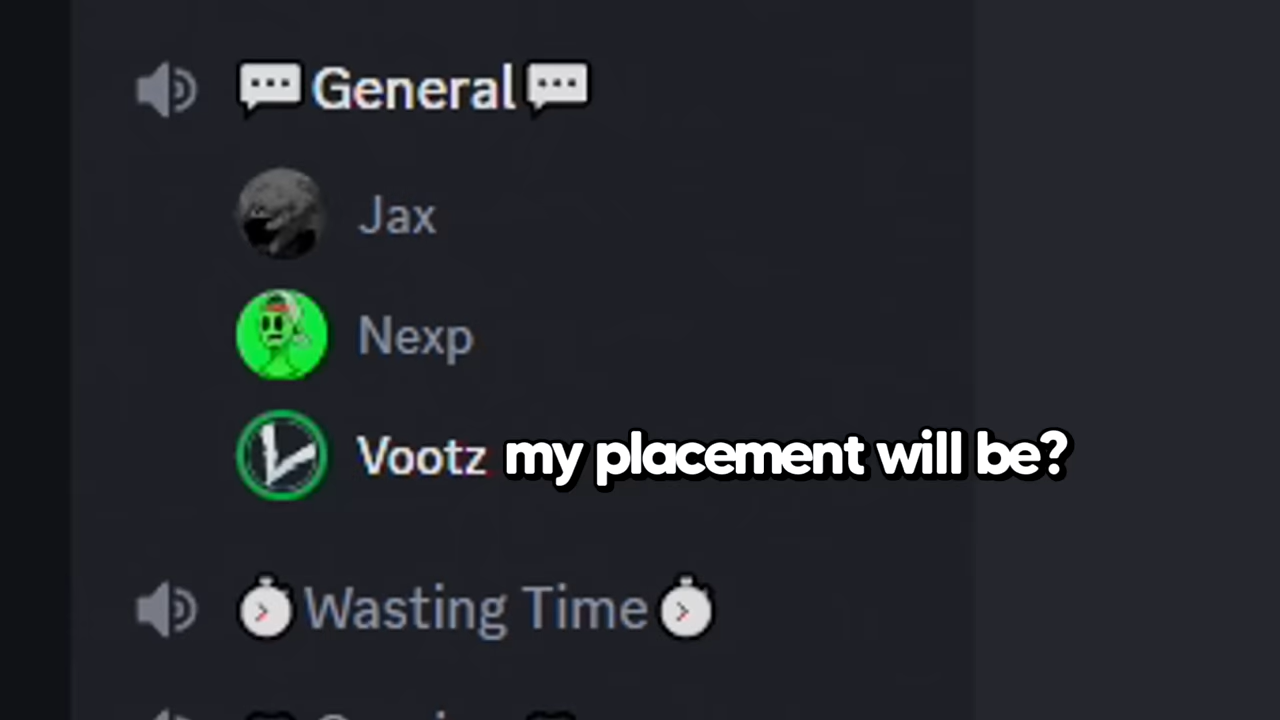 💬General💬
Jax
Nexp
Vootz my placement will be?
⏱Wasting Time⏱